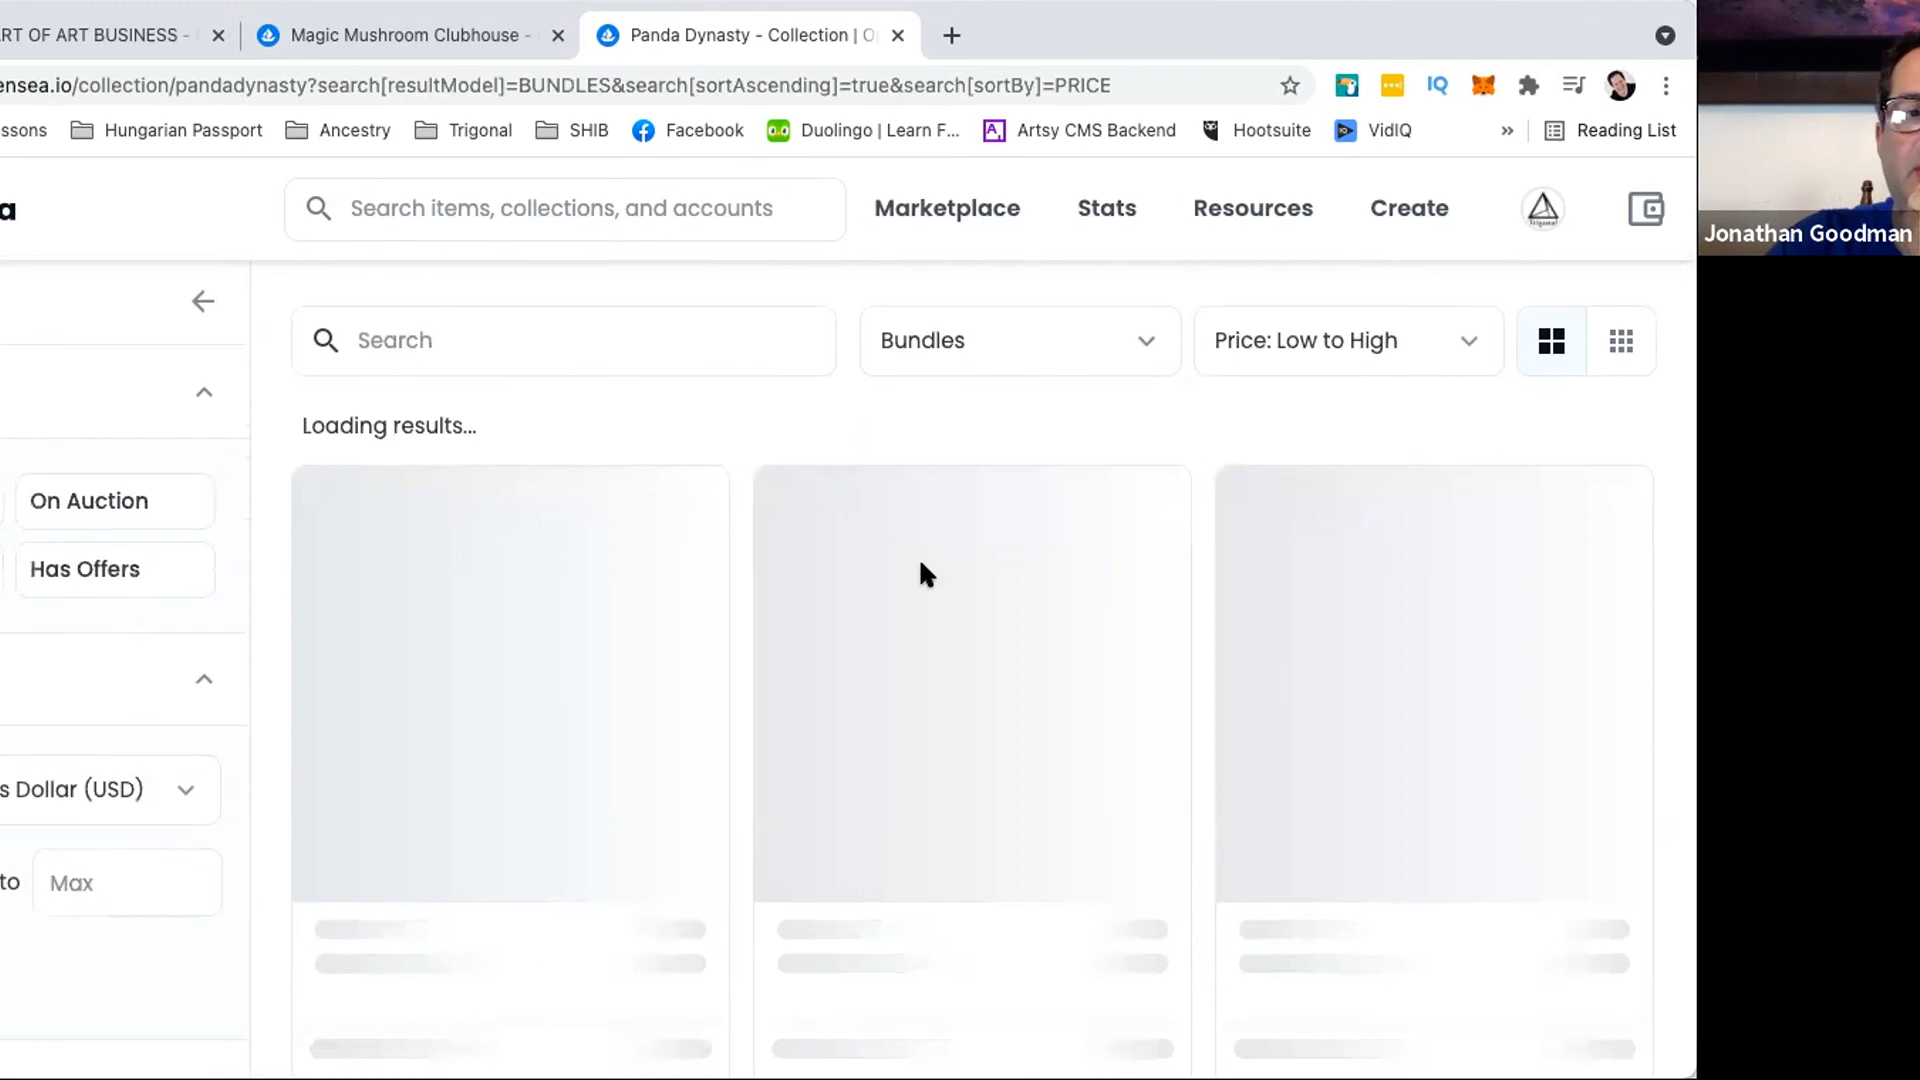 RT OF ART BUSINESS -
Magic Mushroom Clubhouse -
Panda Dynasty - Collection | O
ensea.io/collection/pandadynasty?search[resultModel]=BUNDLES&search[sortAscending]=true&search[sortBy]=PRICE
IQ
ssons
Hungarian Passport
Ancestry
Trigonal
SHIB
Facebook
Duolingo | Learn F...
Artsy CMS Backend
Hootsuite
VidIQ
»
Reading List
a
Search items, collections, and accounts
Marketplace
Stats
Resources
Create
Trigonal
Jonathan Goodman
Search
Bundles
Price: Low to High
Loading results...
On Auction
Has Offers
s Dollar (USD)
to
Max